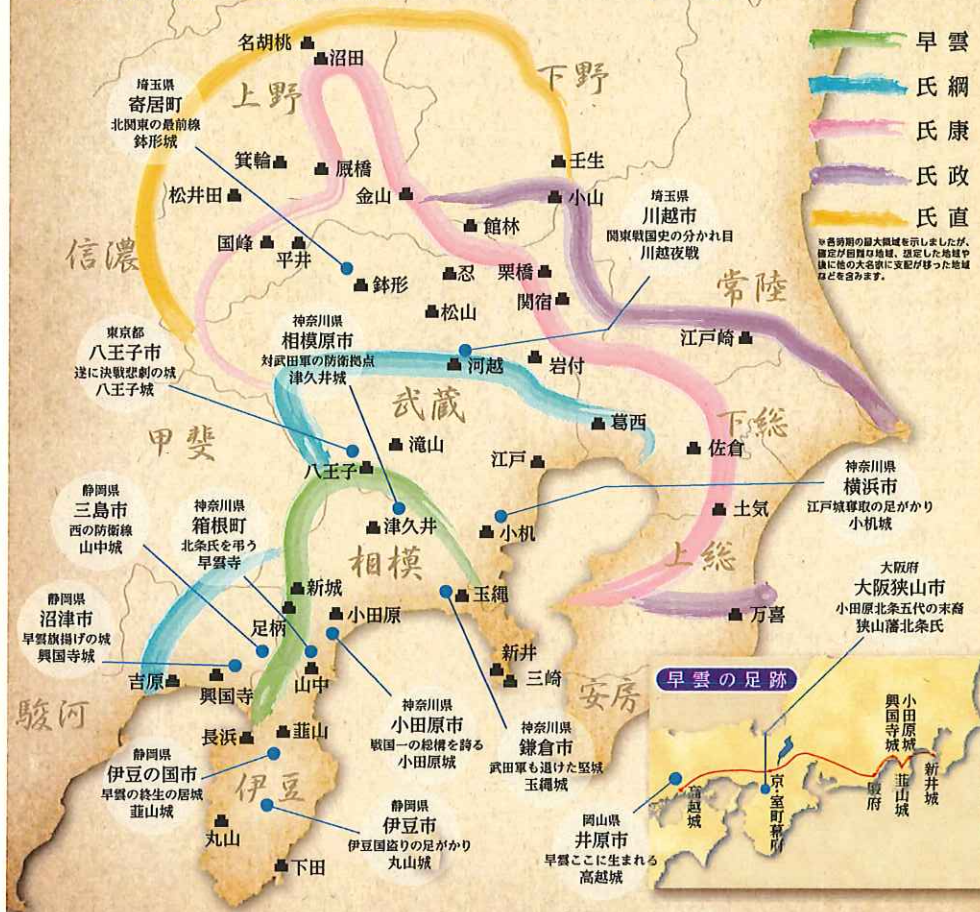 名胡桃
沼田
上野
下野
早雲
氏綱
氏康
氏政
氏直
※各時期の最大領域を示しましたが、
確定が困難な地域、想定した地域や
後に他の大名家に支配が移った地域
などを含みます。
埼玉県
寄居町
北関東の最前線
鉢形城
箕輪
厩橋
松井田
金山
壬生
小山
館林
国峰
平井
信濃
鉢形
忍
松山
栗橋
関宿
埼玉県
川越市
関東戦国史の分かれ目
川越夜戦
常陸
江戸崎
東京都
八王子市
遂に決戦悲劇の城
八王子城
神奈川県
相模原市
対武田軍の防衛拠点
津久井城
河越
岩付
武蔵
葛西
下総
甲斐
滝山
八王子
江戸
佐倉
神奈川県
横浜市
江戸城奪取の足がかり
小机城
静岡県
三島市
西の防衛線
山中城
神奈川県
箱根町
北条氏を弔う
早雲寺
津久井
小机
土気
相模
上総
大阪府
大阪狭山市
小田原北条五代の末裔
狭山藩北条氏
静岡県
沼津市
早雲旗揚げの城
興国寺城
新城
足柄
小田原
玉縄
万喜
吉原
興国寺
山中
新井
三崎
安房
駿河
長浜
韮山
静岡県
伊豆の国市
早雲の終生の居城
韮山城
伊豆
神奈川県
小田原市
戦国一の総構を誇る
小田原城
神奈川県
鎌倉市
武田軍も退けた堅城
玉縄城
静岡県
伊豆市
伊豆国盗りの足がかり
丸山城
丸山
下田
早雲の足跡
岡山県
井原市
早雲ここに生まれる
高越城
高越城
京・室町幕府
駿府
興国寺城
韮山城
小田原城
新井城